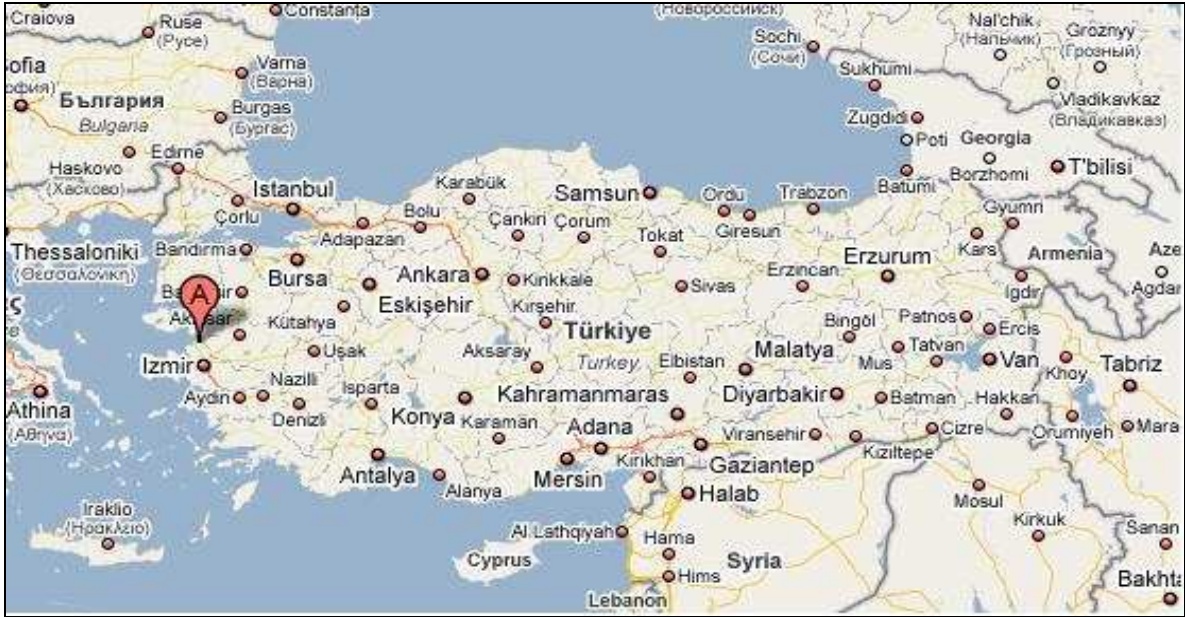 Craiova
Ruse
(Русе)
Constanţa
(Новороссийск)
Sochi
(Сочи)
Nal'chik
(Нальчик)
Groznyy
(Грозный)
Varna
(Варна)
Sukhumi
Vladikavkaz
(Владикавказ)
България
Bulgaria
Burgas
(Бургас)
Zugdidi
Poti
Georgia
Haskovo
(Хасково)
Edirne
Istanbul
Karabük
Samsun
Ordu
Trabzon
Batumi
Borzhomi
T'bilisi
Çorlu
Bolu
Çankiri
Çorum
Giresun
Gyumri
Adapazan
Tokat
Kars
Armenia
Thessaloniki
(Θεσσαλονίκη)
Bandirma
Bursa
Ankara
Kirikkale
Sivas
Erzincan
Erzurum
Igdir
Agdar
A
Eskişehir
Kütahya
Kirşehir
Türkiye
Turkey
Bingöl
Patnos
Ercis
Izmir
Uşak
Aksaray
Elbistan
Malatya
Mus
Tatvan
Van
Khoy
Tabriz
Athina
(Αθήνα)
Aydin
Nazilli
Denizli
Isparta
Konya
Karaman
Kahramanmaras
Diyarbakir
Batman
Hakkari
Adana
Viransehir
Cizre
Orumiyeh
Mara
Antalya
Alanya
Mersin
Kirikhan
Gaziantep
Kiziltepe
Halab
Mosul
Iraklio
(Ηράκλειο)
Al Lathqiyah
Hama
Kirkuk
Sanan
Cyprus
Syria
Hims
Lebanon
Bakhta